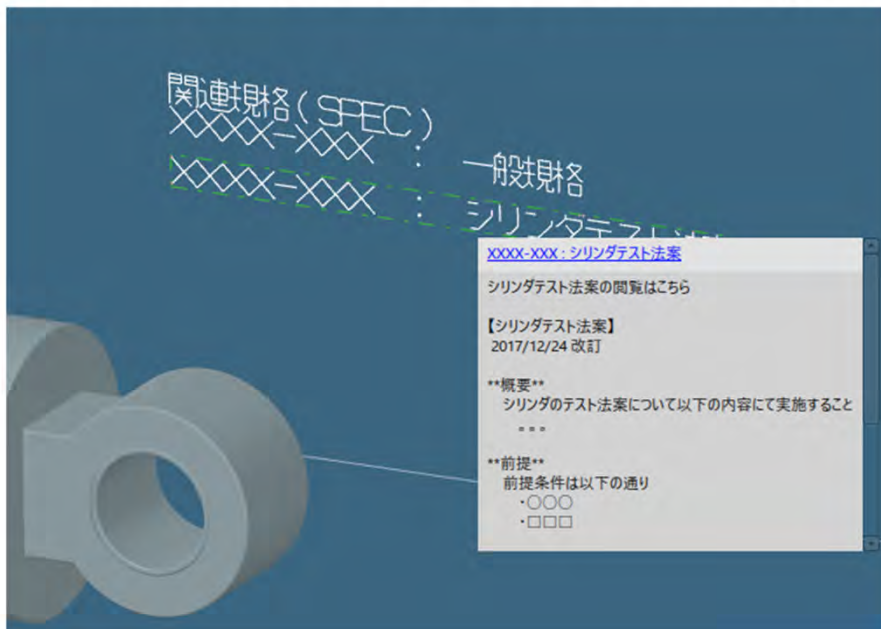 関連規格(SPEC)
XXXX-XXX : 一般規格
XXXX-XXX : シリンダテスト
XXXX-XXX : シリンダテスト法案
シリンダテスト法案の閲覧はこちら
【シリンダテスト法案】
2017/12/24 改訂
**概要**
シリンダのテスト法案について以下の内容にて実施すること
。。。
**前提**
前提条件は以下の通り
・○○○
・□□□